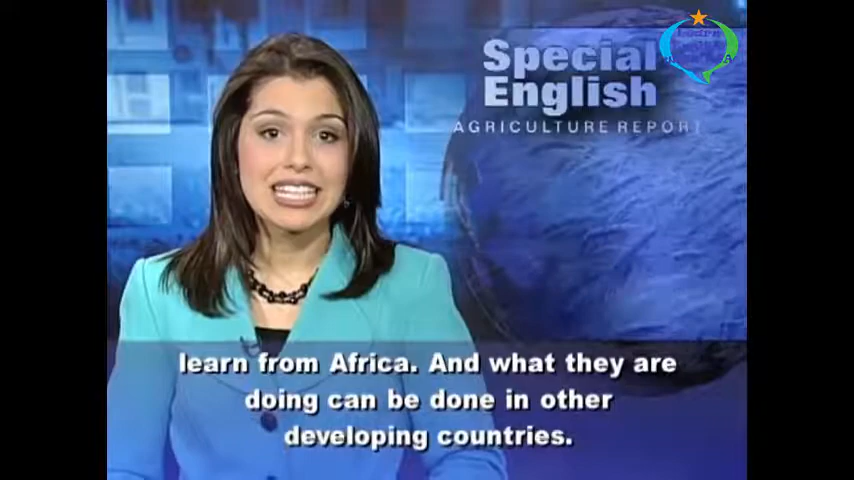 Special
English
AGRICULTURE REPORT
Learn
learn from Africa. And what they are
doing can be done in other
developing countries.